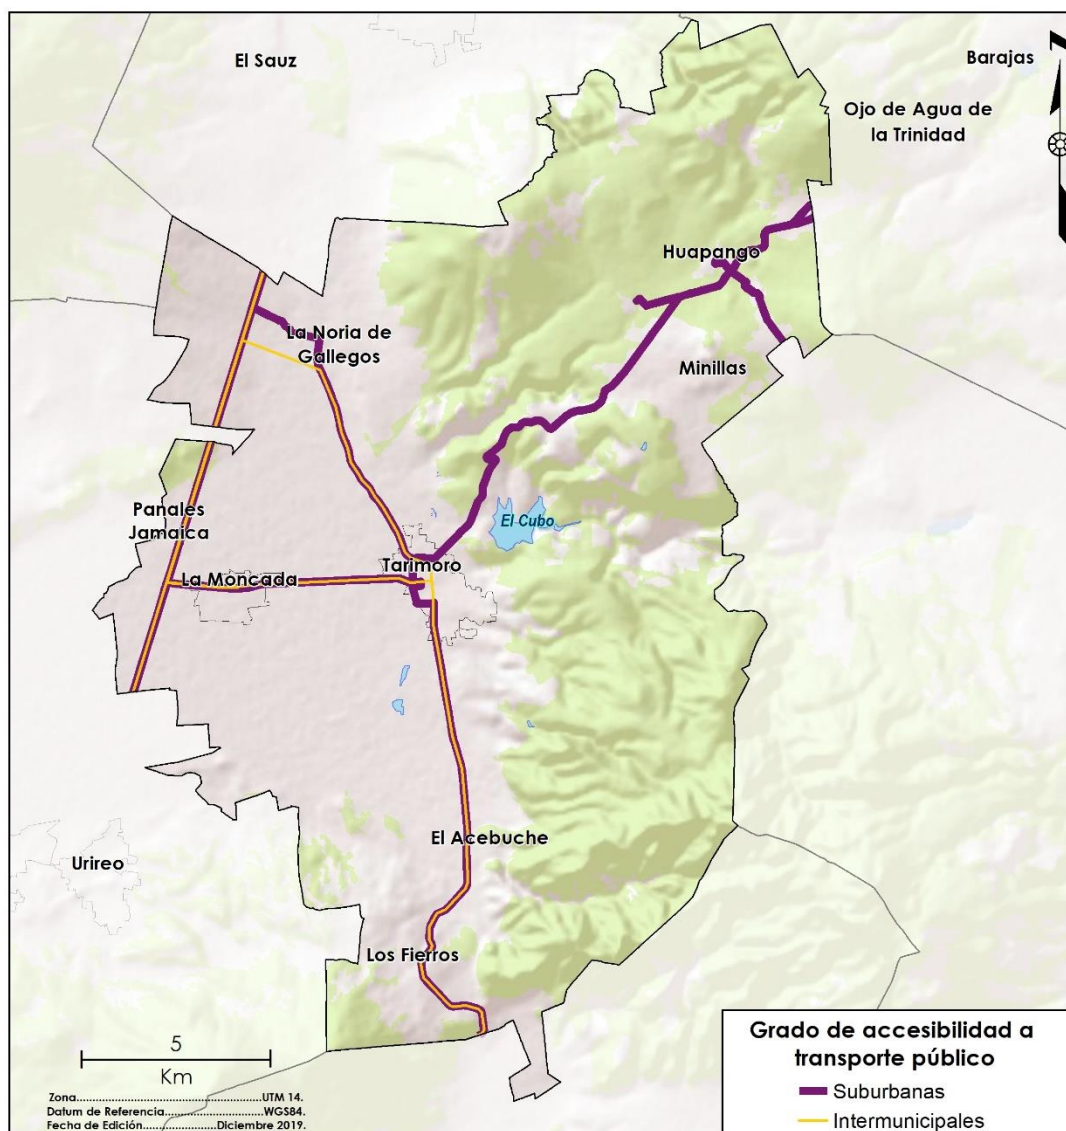 El Sauz
Barajas
Ojo de Agua de
la Trinidad
Huapango
La Noria de
Gallegos
Minillas
Panales
Jamaica
El Cubo
Tarimoro
La Moncada
El Acebuche
Urireo
Los Fierros
5
Km
Zona..........................................UTM 14.
Datum de Referencia....................WGS84.
Fecha de Edición...............Diciembre 2019.
Grado de accesibilidad a
transporte público
Suburbanas
Intermunicipales